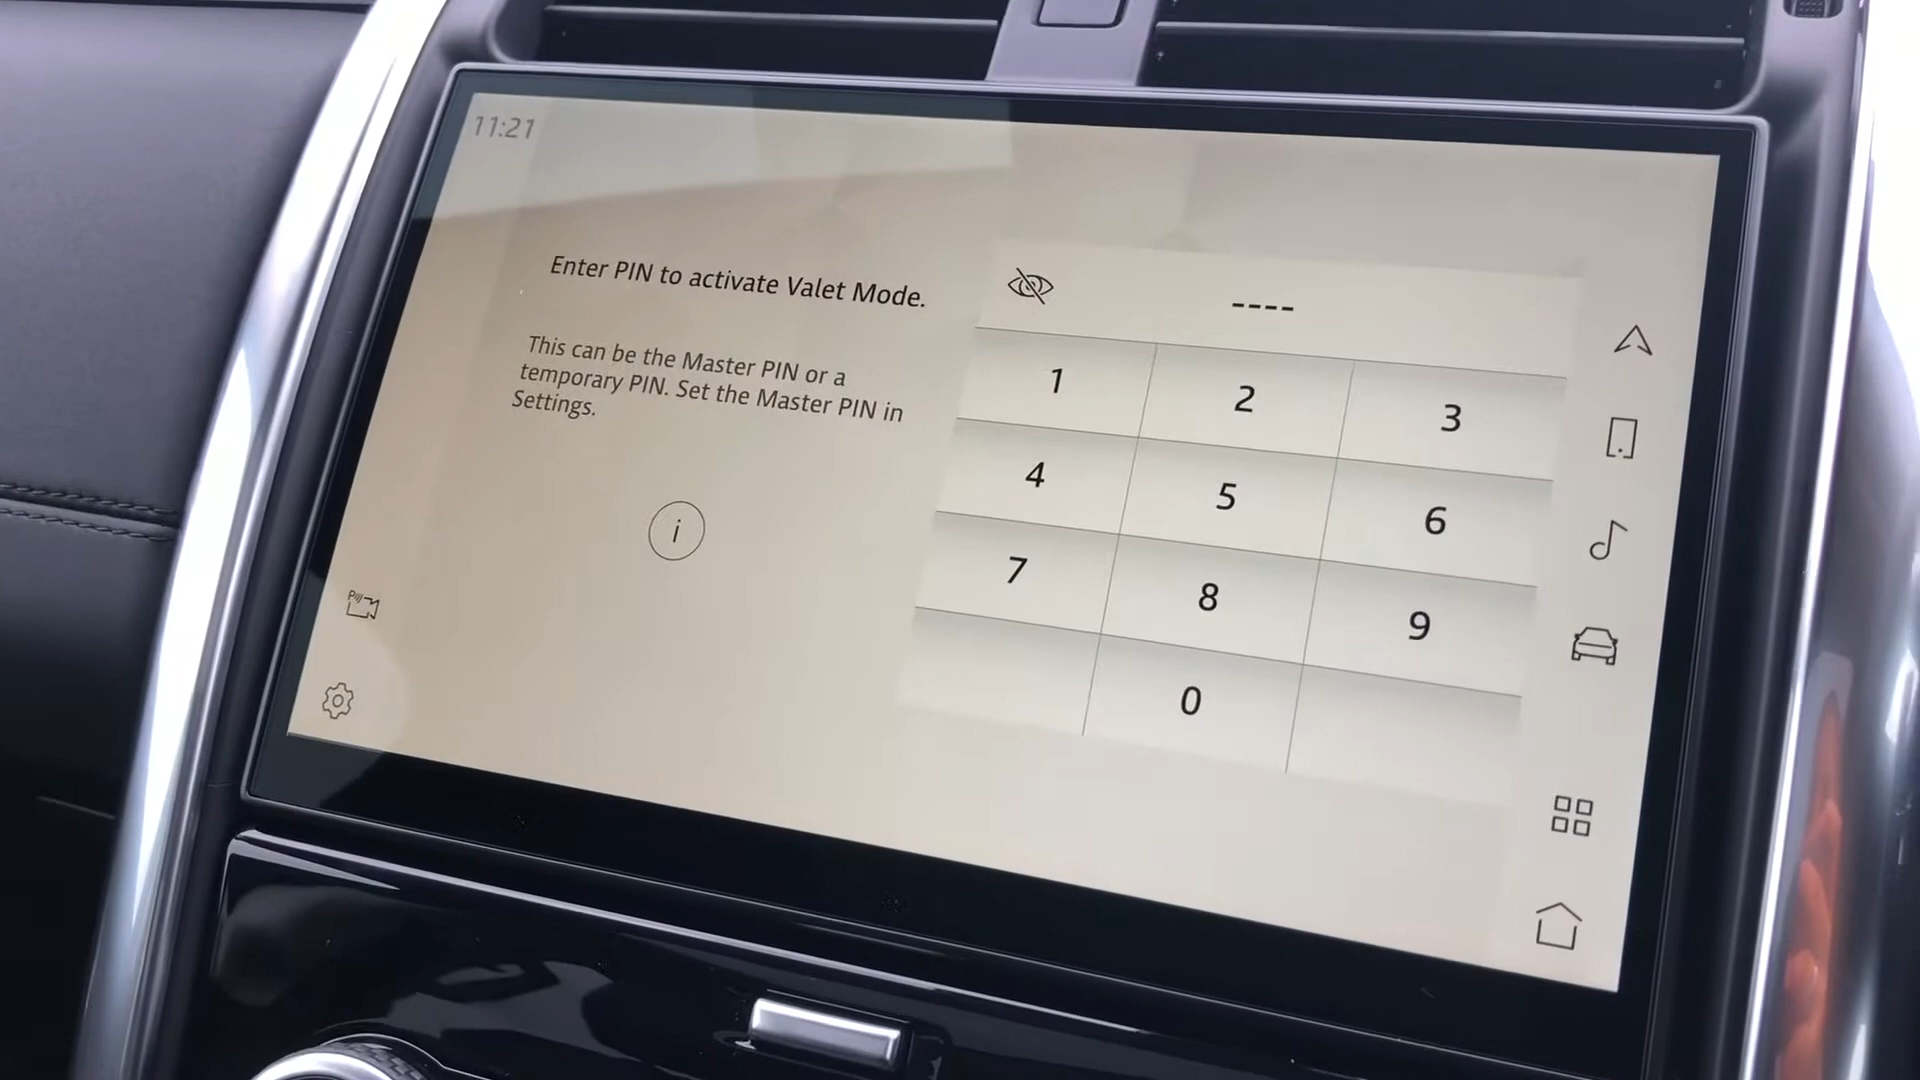 11:21
Enter PIN to activate Valet Mode.
This can be the Master PIN or a
temporary PIN. Set the Master PIN in
Settings.
i
----
1 2 3
4 5 6
7 8 9
0
P